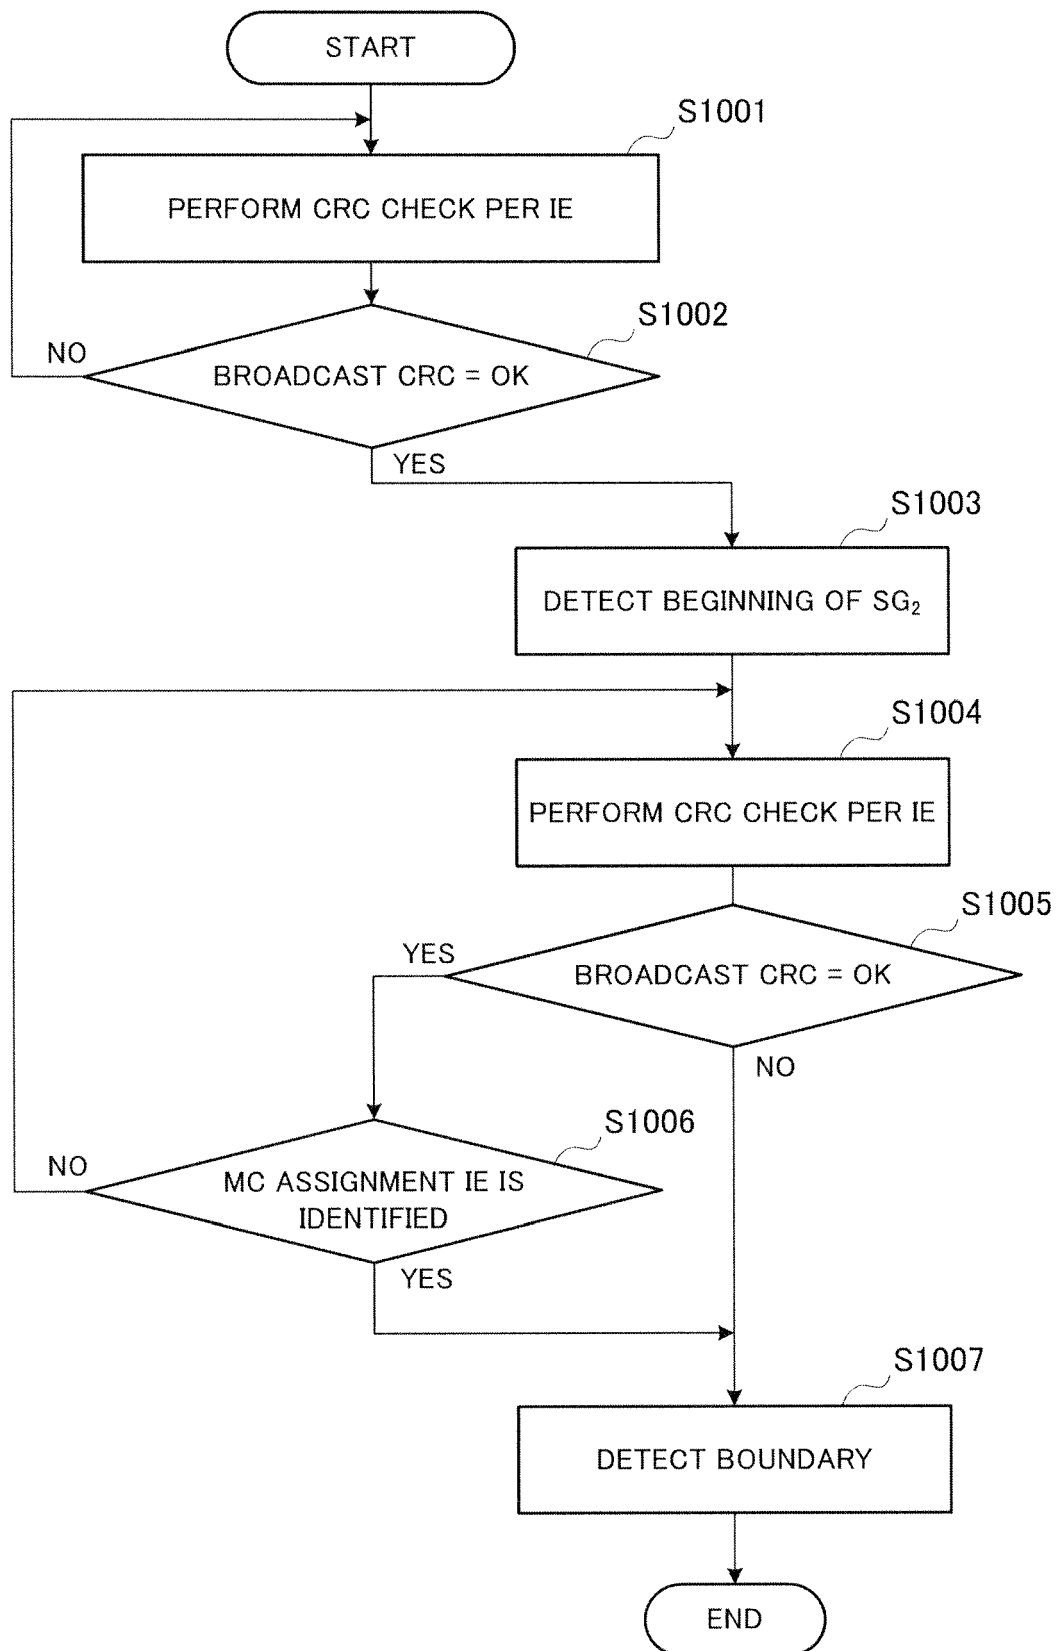 START
S1001
PERFORM CRC CHECK PER IE
S1002
NO
BROADCAST CRC = OK
YES
S1003
DETECT BEGINNING OF SG₂
S1004
PERFORM CRC CHECK PER IE
S1005
YES
BROADCAST CRC = OK
NO
S1006
NO
MC ASSIGNMENT IE IS
IDENTIFIED
YES
S1007
DETECT BOUNDARY
END